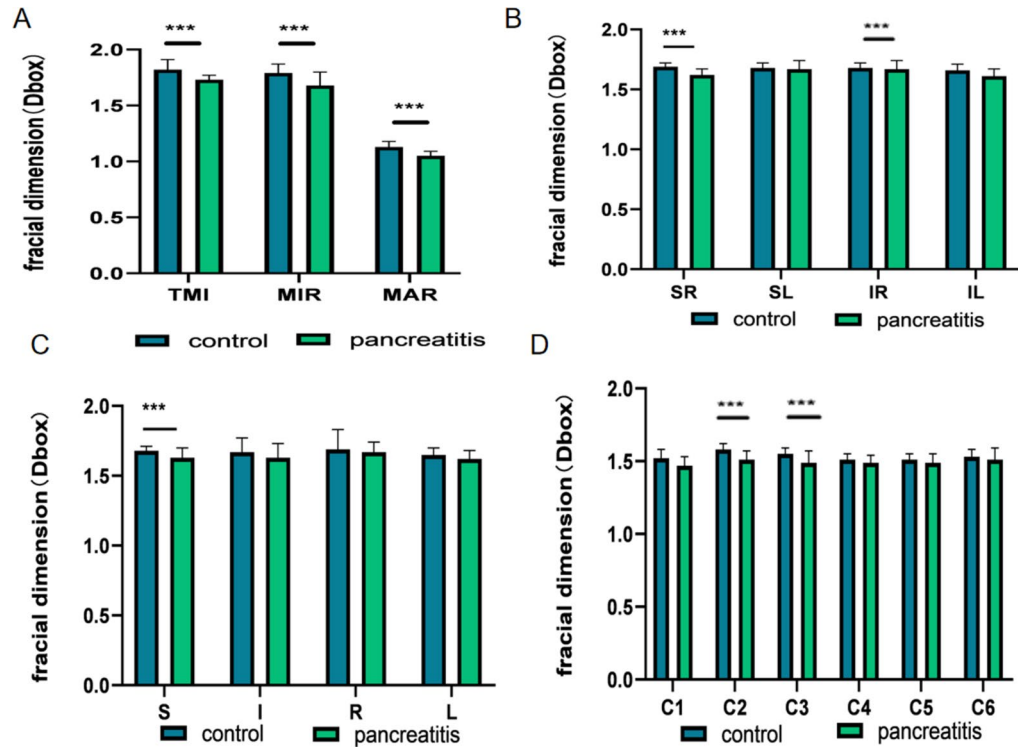 A
fracial dimension (Dbox)
2.0
1.5
1.0
0.5
0.0
***
***
***
TMI MIR MAR
control pancreatitis
B
fracial dimension (Dbox)
2.0
1.5
1.0
0.5
0.0
***
***
SR SL IR IL
control pancreatitis
C
fracial dimension (Dbox)
2.0
1.5
1.0
0.5
0.0
***
S I R L
control pancreatitis
D
fracial dimension (Dbox)
2.0
1.5
1.0
0.5
0.0
***
***
C1 C2 C3 C4 C5 C6
control pancreatitis